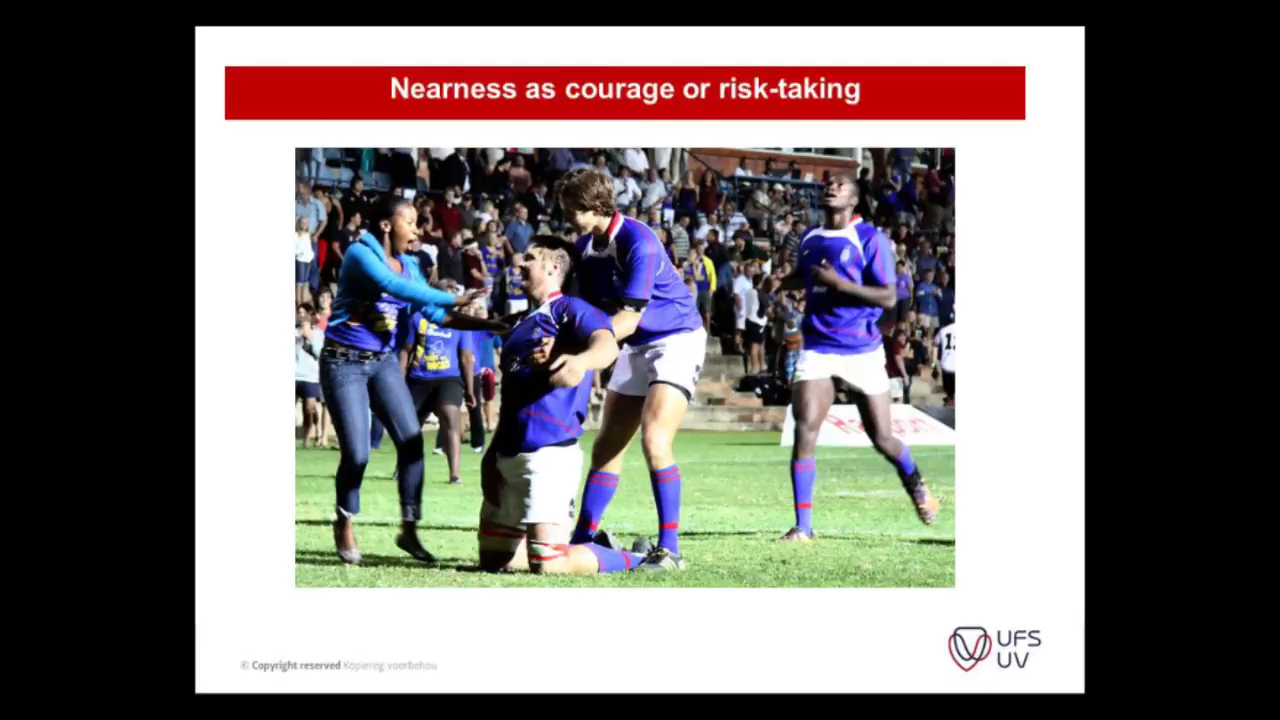 Nearness as courage or risk-taking
© Copyright reserved Kopiereg voorbehou
UFS
UV